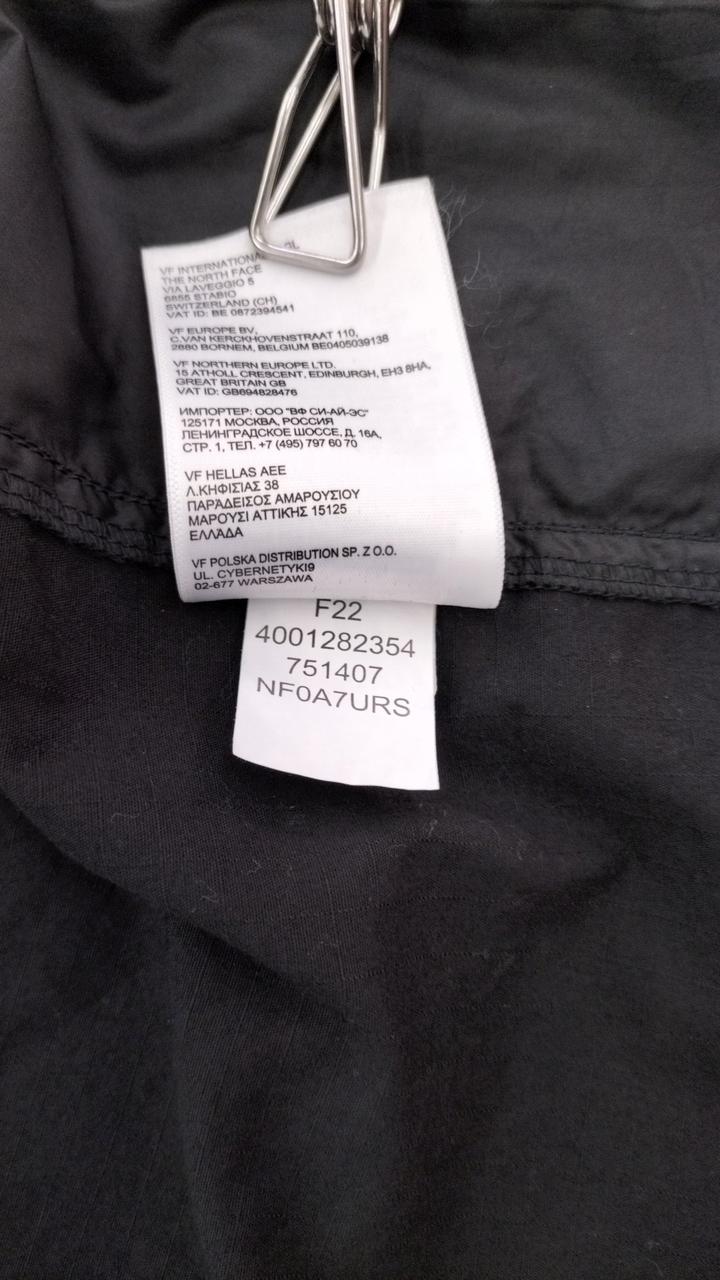 VF INTERNATIONAL
THE NORTH FACE
VIA LAVEGGIO 5
6855 STABIO
SWITZERLAND (CH)
VAT ID: BE 0872394541
VF EUROPE BV,
C.VAN KERCKHOVENSTRAAT 110,
2880 BORNEM, BELGIUM BE0405039138
VF NORTHERN EUROPE LTD.
15 ATHOLL CRESCENT, EDINBURGH, EH3 8HA,
GREAT BRITAIN GB
VAT ID: GB694828476
ИМПОРТЕР: ООО "ВФ СИ-АЙ-ЭС"
125171 МОСКВА, РОССИЯ
ЛЕНИНГРАДСКОЕ ШОССЕ, Д. 16А,
СТР. 1, ТЕЛ. +7 (495) 797 60 70
VF HELLAS AEE
Λ.ΚΗΦΙΣΙΑΣ 38
ΠΑΡΆΔΕΙΣΟΣ ΑΜΑΡΟΥΣΙΟΥ
ΜΑΡΟΎΣΙ ΑΤΤΙΚΗΣ 15125
ΕΛΛΆΔΑ
VF POLSKA DISTRIBUTION SP. Z O.O.
UL. CYBERNETYKI9
02-677 WARSZAWA
F22
4001282354
751407
NF0A7URS